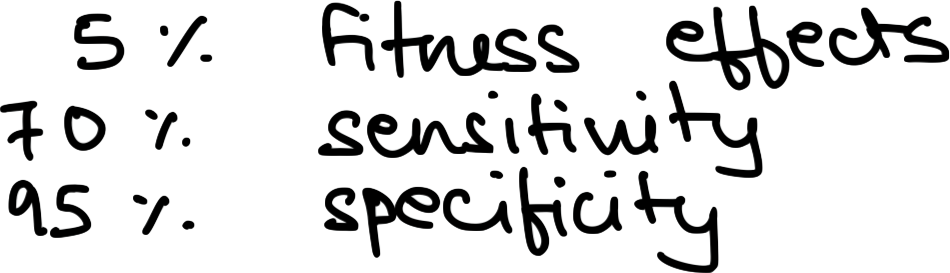 5 % fitness effects
70 % sensitivity
95 % specificity